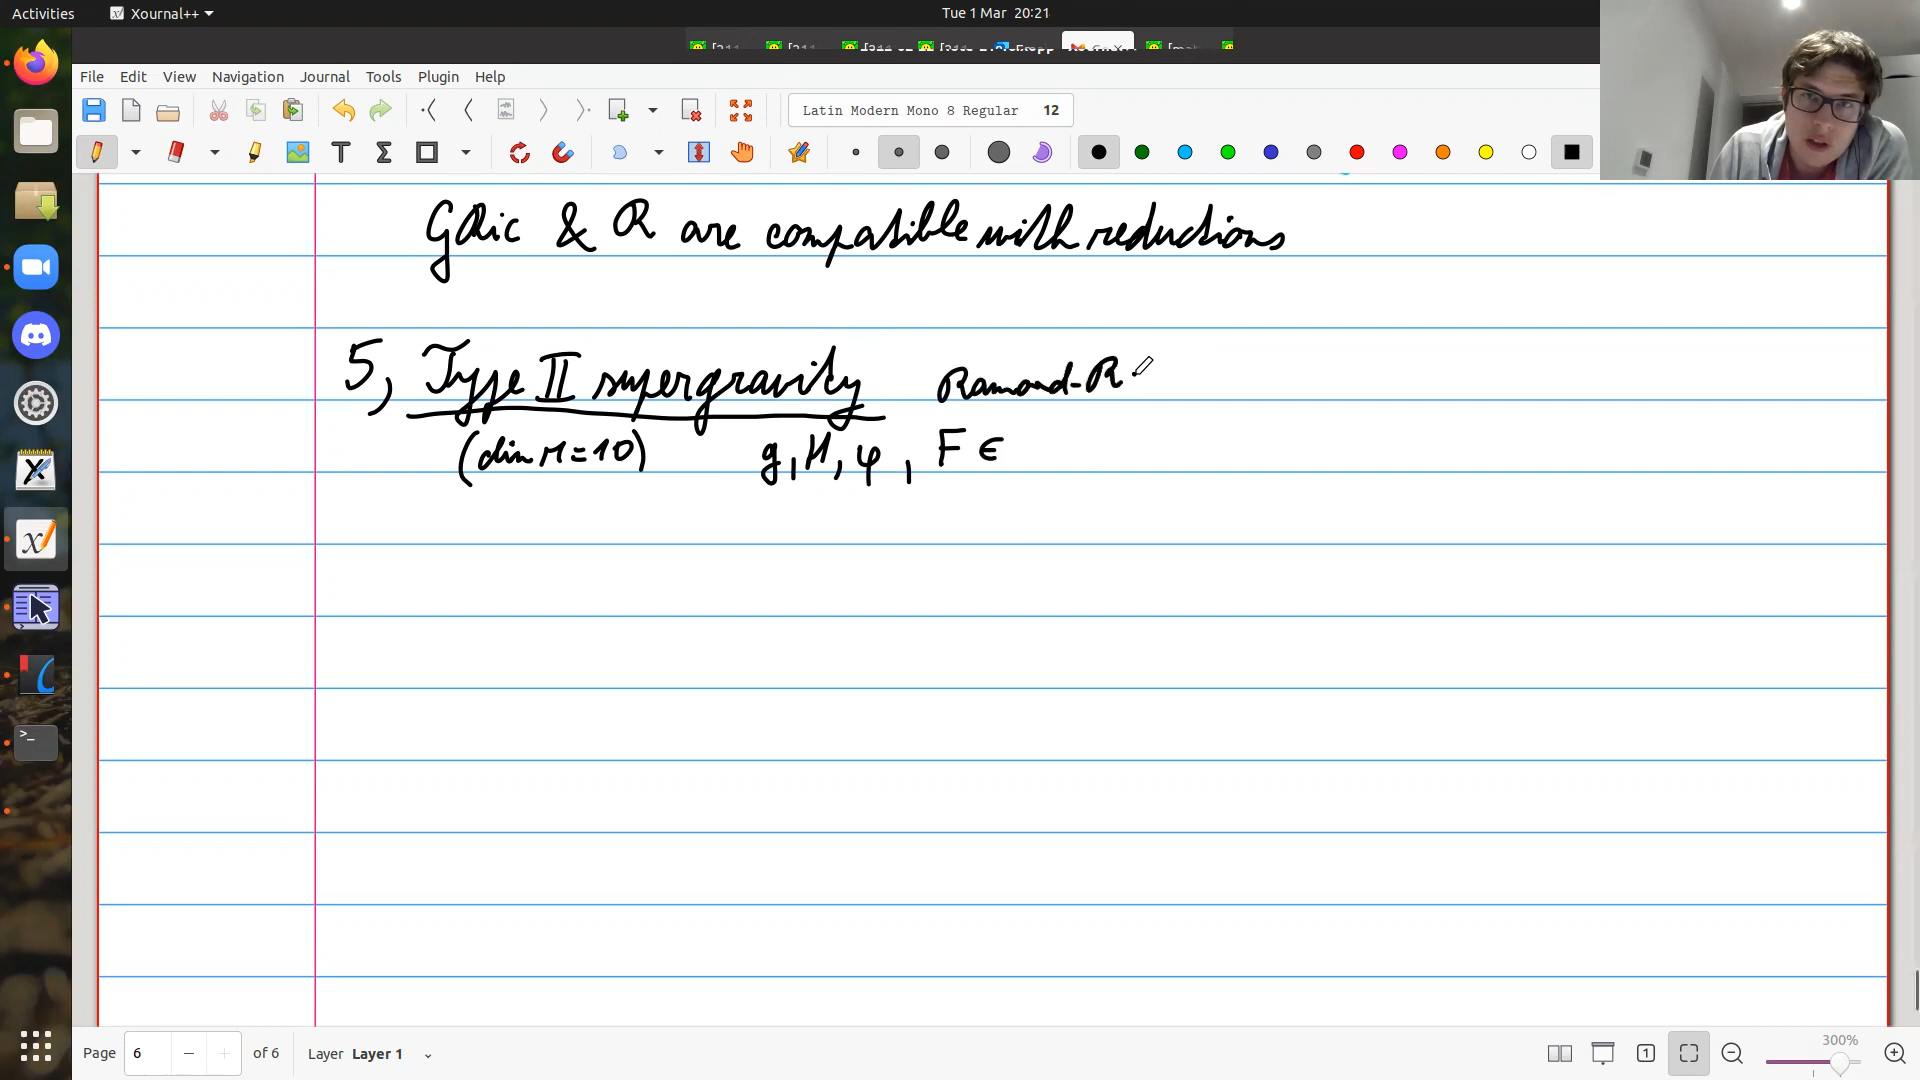 Activities
Xournal++
Tue 1 Mar 20:21
File Edit View Navigation Journal Tools Plugin Help
Latin Modern Mono 8 Regular 12
GRic & R are compatible with reductions
5, Type II supergravity Ramond-R
(dim M=10) g, H, φ, F ∈
Page 6 of 6 Layer Layer 1
300%